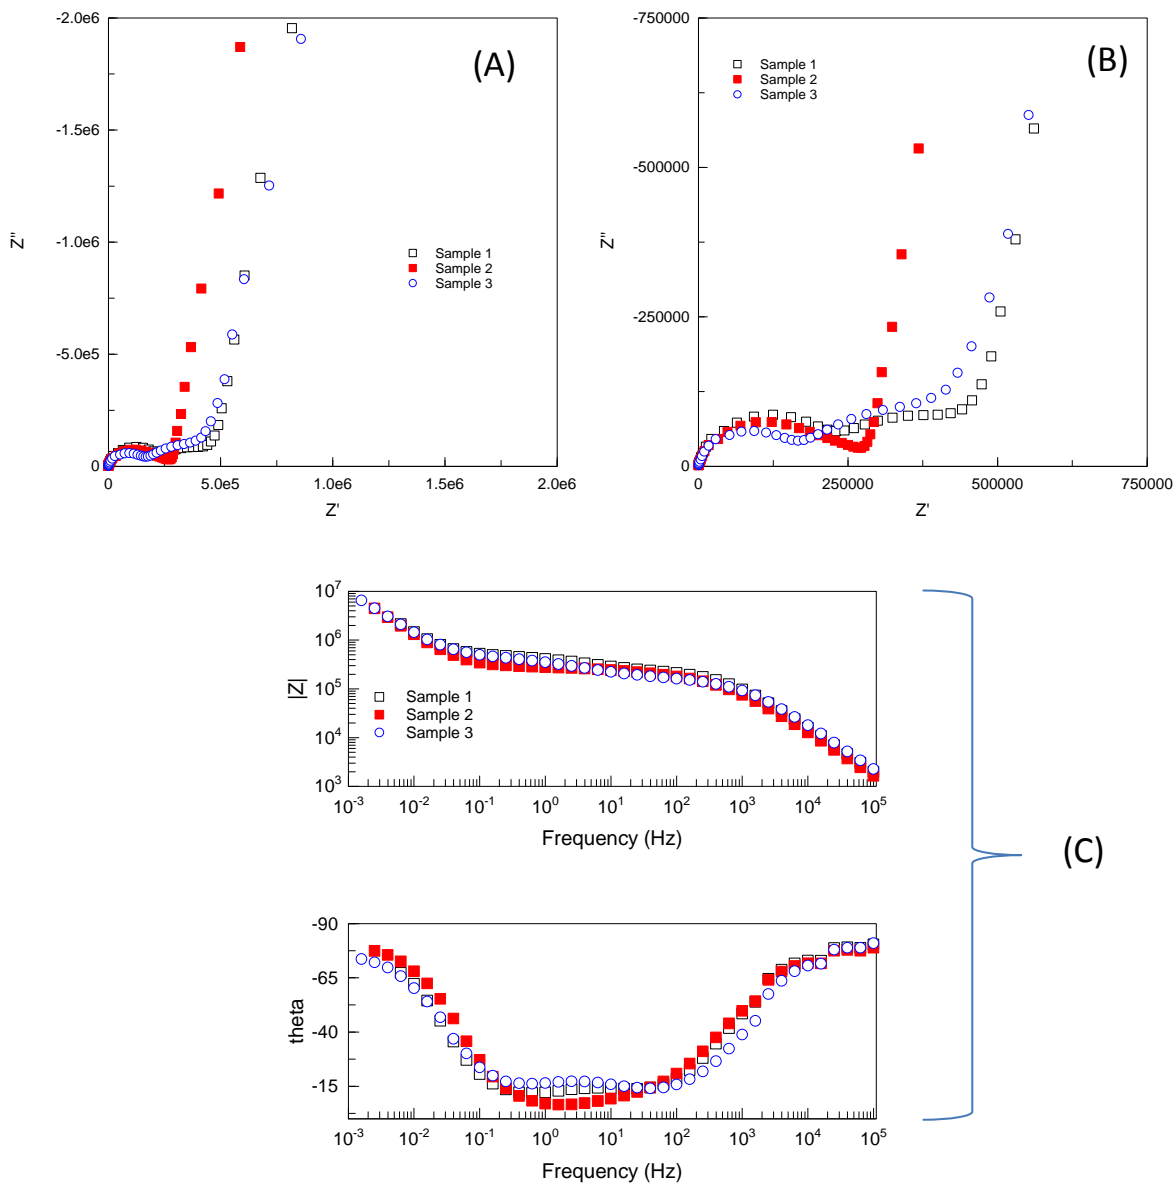 (A)
-2.0e6
-1.5e6
-1.0e6
-5.0e5
0
Z''
0
5.0e5
1.0e6
1.5e6
2.0e6
Z'
Sample 1
Sample 2
Sample 3
(B)
-750000
-500000
-250000
0
Z''
0
250000
500000
750000
Z'
Sample 1
Sample 2
Sample 3
10^7
10^6
10^5
10^4
10^3
|Z|
Sample 1
Sample 2
Sample 3
10^-3 10^-2 10^-1 10^0 10^1 10^2 10^3 10^4 10^5
Frequency (Hz)
(C)
-90
-65
-40
-15
theta
10^-3 10^-2 10^-1 10^0 10^1 10^2 10^3 10^4 10^5
Frequency (Hz)